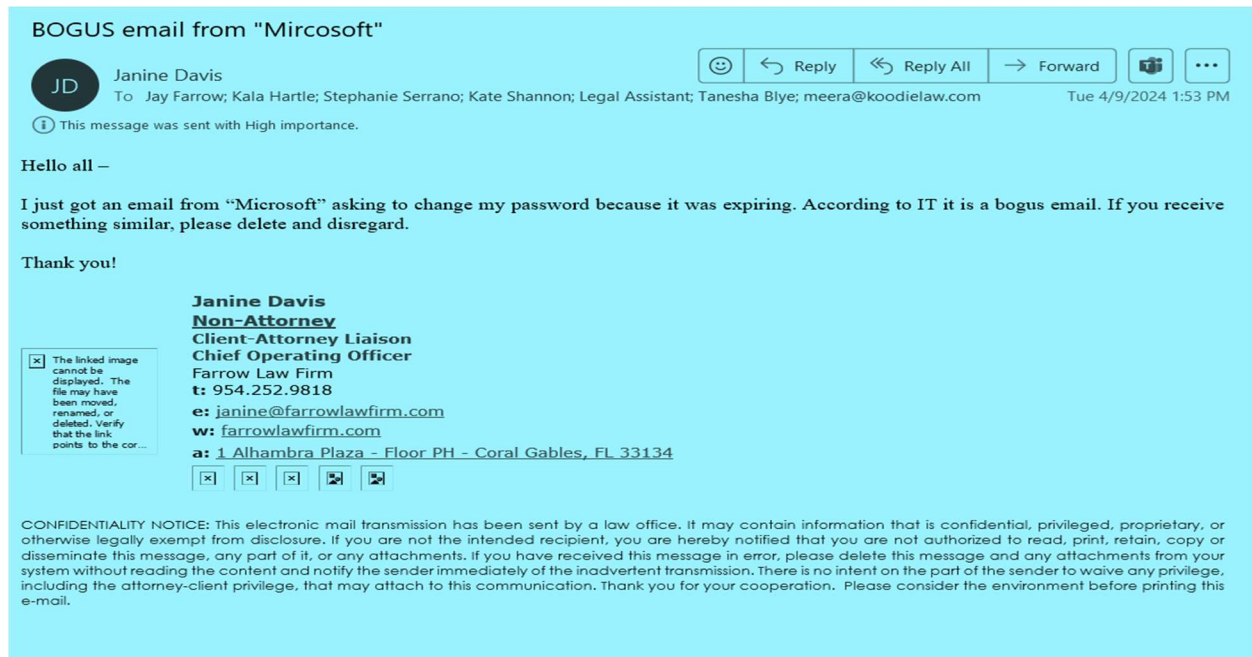 BOGUS email from "Mircosoft"
JD
Janine Davis
Reply
Reply All
Forward
To Jay Farrow; Kala Hartle; Stephanie Serrano; Kate Shannon; Legal Assistant; Tanesha Blye; meera@koodielaw.com
Tue 4/9/2024 1:53 PM
This message was sent with High importance.
Hello all –
I just got an email from “Microsoft” asking to change my password because it was expiring. According to IT it is a bogus email. If you receive
something similar, please delete and disregard.
Thank you!
The linked image
cannot be
displayed. The
file may have
been moved,
renamed, or
deleted. Verify
that the link
points to the cor...
Janine Davis
Non-Attorney
Client-Attorney Liaison
Chief Operating Officer
Farrow Law Firm
t: 954.252.9818
e: janine@farrowlawfirm.com
w: farrowlawfirm.com
a: 1 Alhambra Plaza - Floor PH - Coral Gables, FL 33134
CONFIDENTIALITY NOTICE: This electronic mail transmission has been sent by a law office. It may contain information that is confidential, privileged, proprietary, or
otherwise legally exempt from disclosure. If you are not the intended recipient, you are hereby notified that you are not authorized to read, print, retain, copy or
disseminate this message, any part of it, or any attachments. If you have received this message in error, please delete this message and any attachments from your
system without reading the content and notify the sender immediately of the inadvertent transmission. There is no intent on the part of the sender to waive any privilege,
including the attorney-client privilege, that may attach to this communication. Thank you for your cooperation. Please consider the environment before printing this
e-mail.